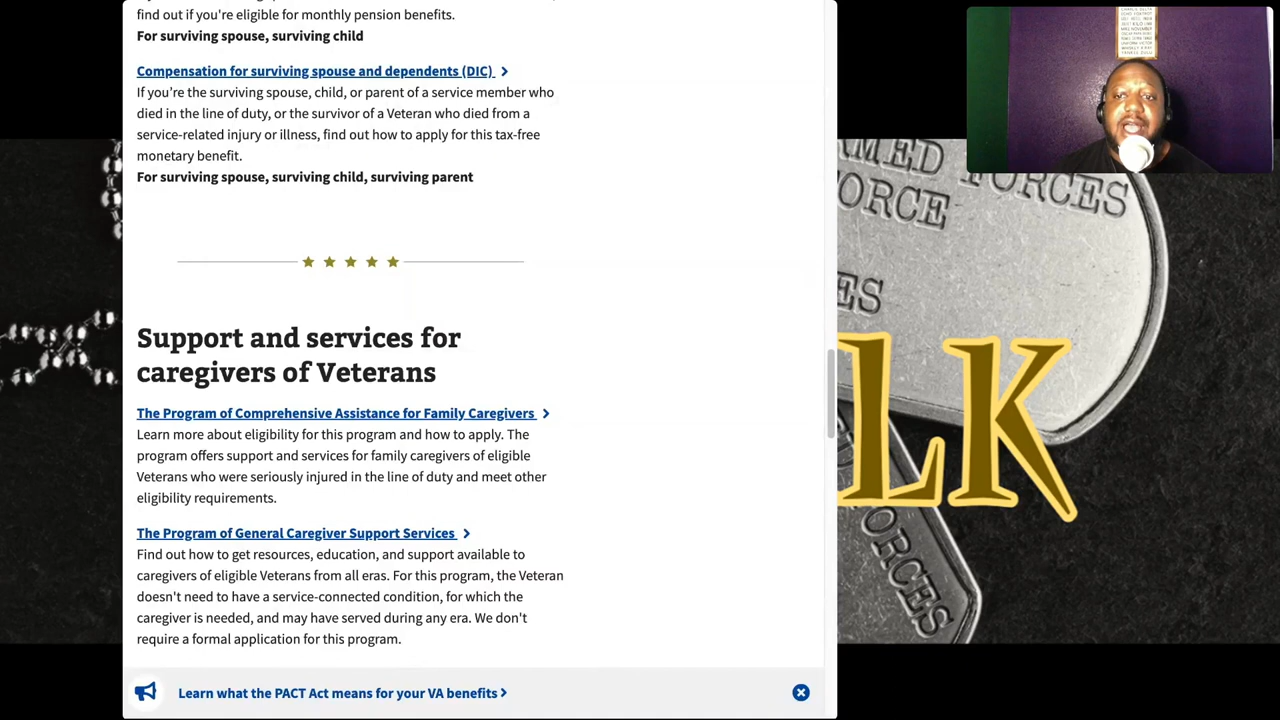 find out if you're eligible for monthly pension benefits.
For surviving spouse, surviving child
Compensation for surviving spouse and dependents (DIC)
If you're the surviving spouse, child, or parent of a service member who
died in the line of duty, or the survivor of a Veteran who died from a
service-related injury or illness, find out how to apply for this tax-free
monetary benefit.
For surviving spouse, surviving child, surviving parent
Support and services for
caregivers of Veterans
The Program of Comprehensive Assistance for Family Caregivers
Learn more about eligibility for this program and how to apply. The
program offers support and services for family caregivers of eligible
Veterans who were seriously injured in the line of duty and meet other
eligibility requirements.
The Program of General Caregiver Support Services
Find out how to get resources, education, and support available to
caregivers of eligible Veterans from all eras. For this program, the Veteran
doesn't need to have a service-connected condition, for which the
caregiver is needed, and may have served during any era. We don't
require a formal application for this program.
Learn what the PACT Act means for your VA benefits
FORCES
ORCE
ES
LK
FORCES